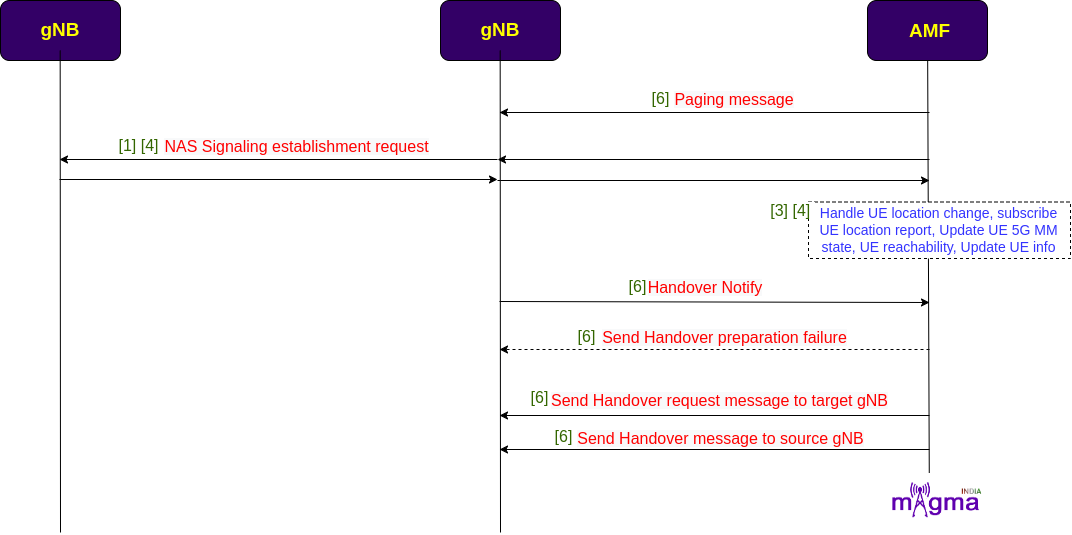 gNB
gNB
AMF
[6] Paging message
[1] [4] NAS Signaling establishment request
[3] [4]
Handle UE location change, subscribe
UE location report, Update UE 5G MM
state, UE reachability, Update UE info
[6]Handover Notify
[6] Send Handover preparation failure
[6]Send Handover request message to target gNB
[6] Send Handover message to source gNB
INDIA
magma